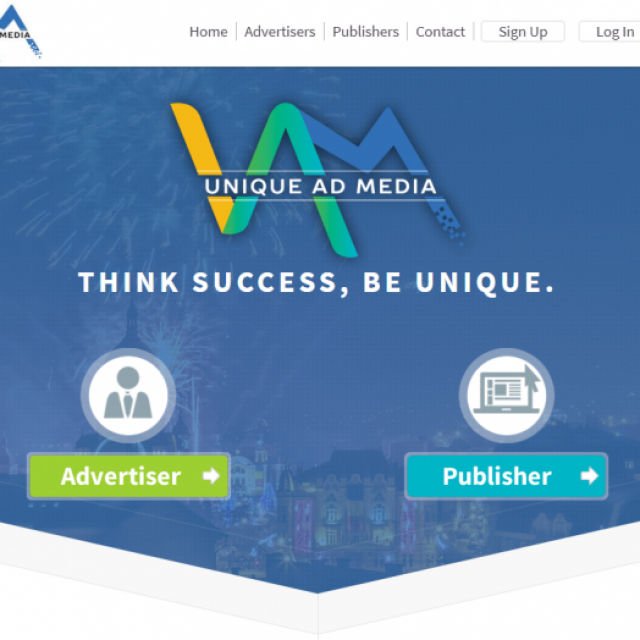 MEDIA
Home Advertisers Publishers Contact Sign Up Log In
UNIQUE AD MEDIA
THINK SUCCESS, BE UNIQUE.
Advertiser
Publisher